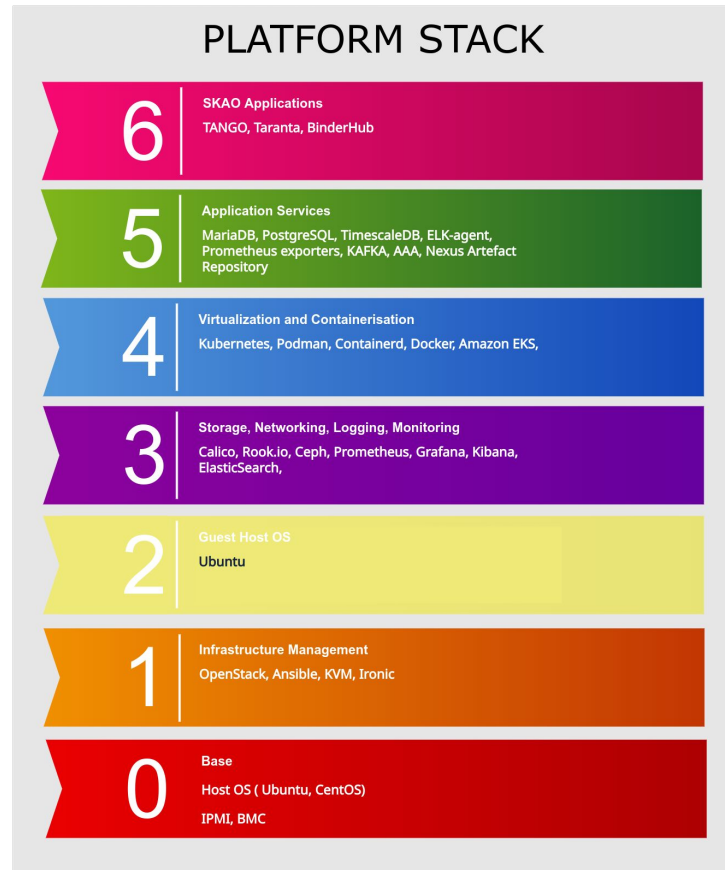 PLATFORM STACK
6
SKAO Applications
TANGO, Taranta, BinderHub
5
Application Services
MariaDB, PostgreSQL, TimescaleDB, ELK-agent,
Prometheus exporters, KAFKA, AAA, Nexus Artefact
Repository
4
Virtualization and Containerisation
Kubernetes, Podman, Containerd, Docker, Amazon EKS,
3
Storage, Networking, Logging, Monitoring
Calico, Rook.io, Ceph, Prometheus, Grafana, Kibana,
ElasticSearch,
2
Guest Host OS
Ubuntu
1
Infrastructure Management
OpenStack, Ansible, KVM, Ironic
0
Base
Host OS ( Ubuntu, CentOS)
IPMI, BMC